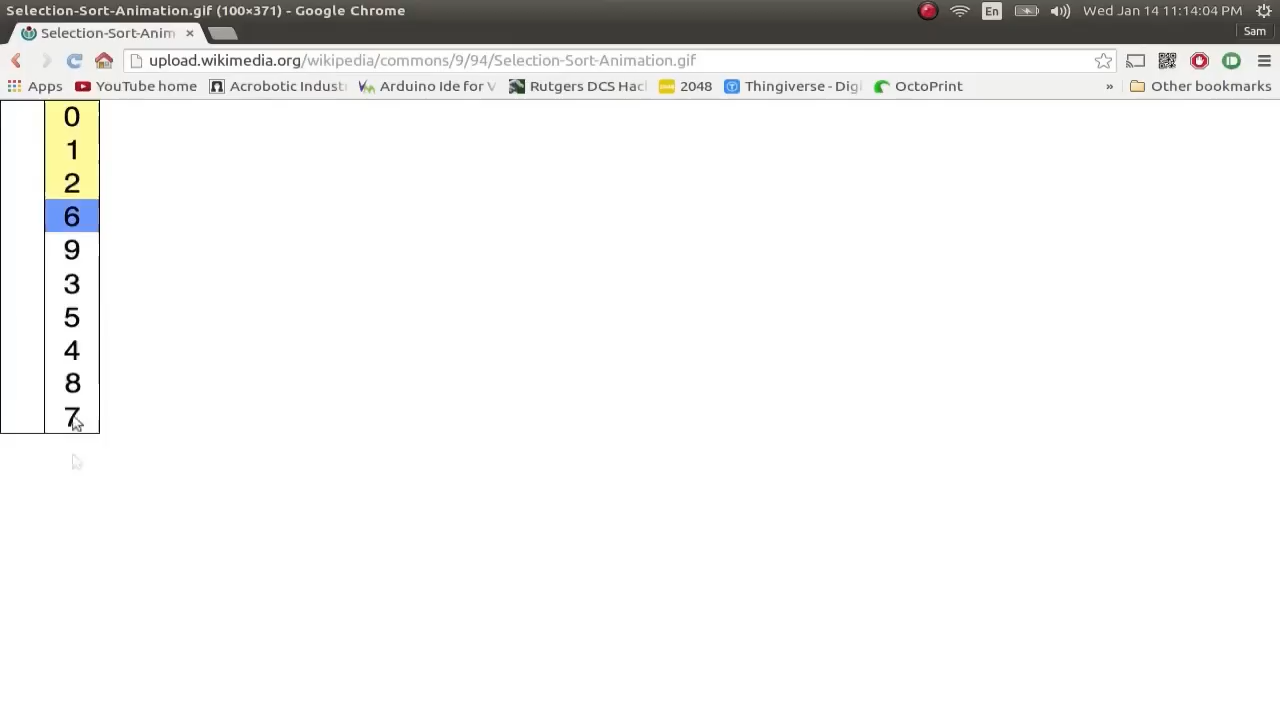 Selection-Sort-Animation.gif (100×371) - Google Chrome
En
Wed Jan 14 11:14:04 PM
Selection-Sort-Anim
Sam
upload.wikimedia.org/wikipedia/commons/9/94/Selection-Sort-Animation.gif
Apps YouTube home Acrobotic Indust Arduino Ide for V Rutgers DCS Hac 2048 Thingiverse - Digi OctoPrint » Other bookmarks
0
1
2
6
9
3
5
4
8
7